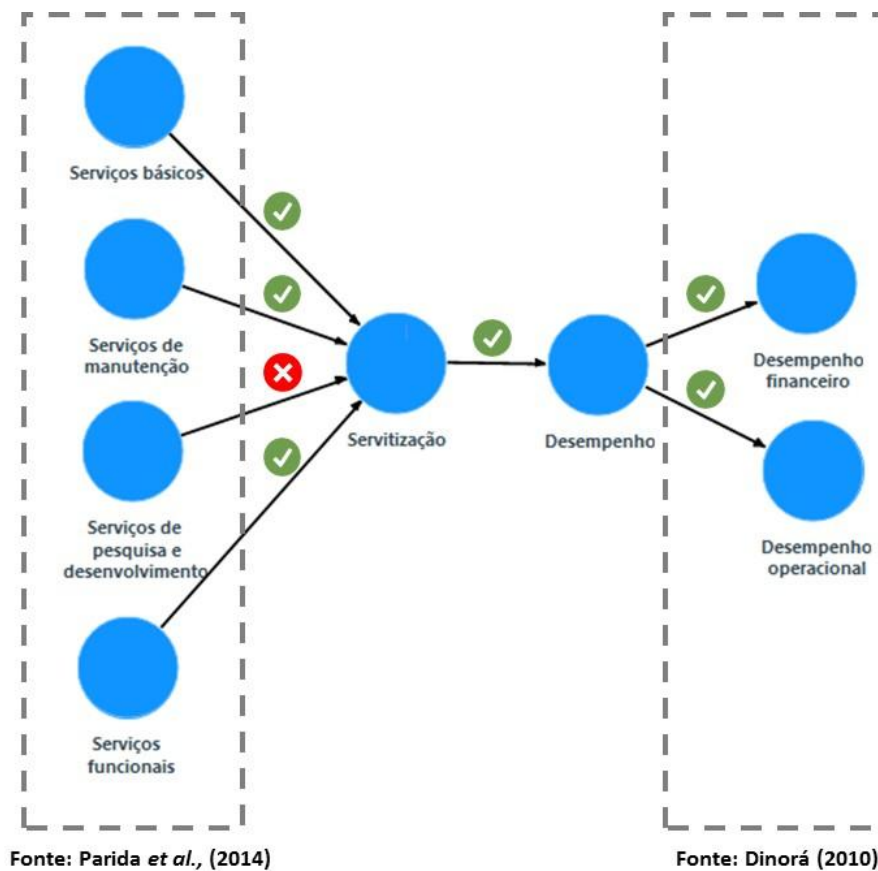 Serviços básicos
Serviços de
manutenção
Serviços de
pesquisa e
desenvolvimento
Serviços
funcionais
Servitização
Desempenho
Desempenho
financeiro
Desempenho
operacional
Fonte: Parida et al., (2014)
Fonte: Dinorá (2010)